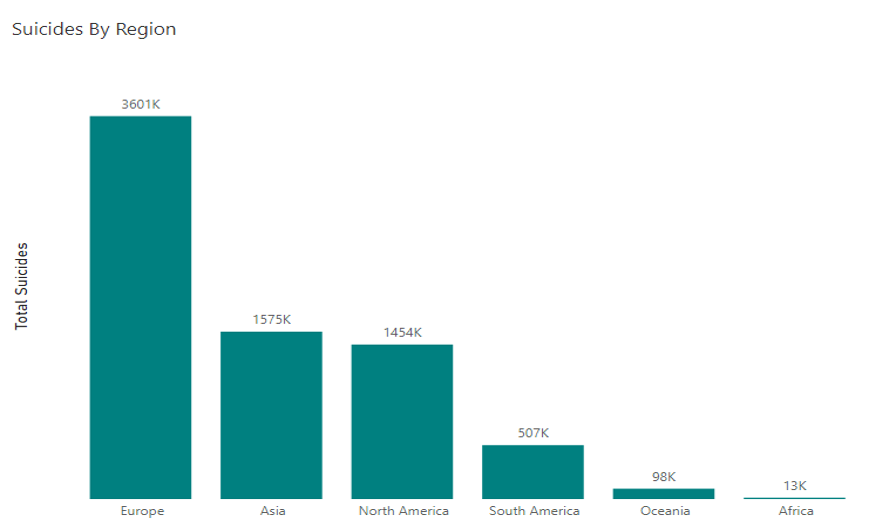 Suicides By Region
Total Suicides
3601K
1575K
1454K
507K
98K
13K
Europe
Asia
North America
South America
Oceania
Africa